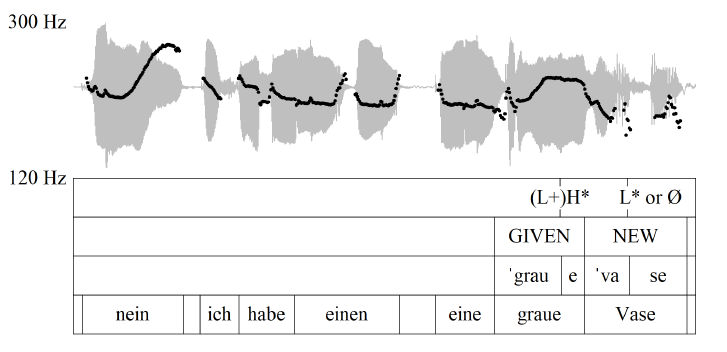 300 Hz
120 Hz
(L+)H* L* or Ø
GIVEN NEW
ˈgrau e ˈva se
nein ich habe einen eine graue Vase